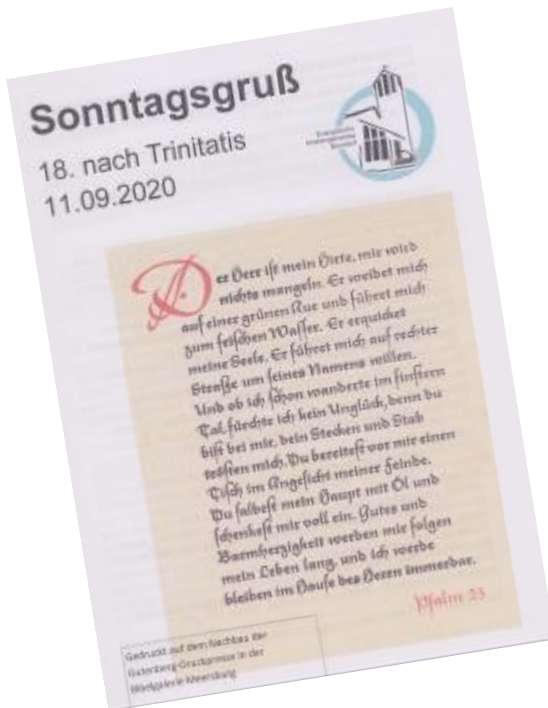 Sonntagsgruß
18. nach Trinitatis
11.09.2020
Evangelische
Der Herr ist mein Hirte, mir wird
nichts mangeln. Er weidet mich
auf einer grünen Aue und führet mich
zum frischen Wasser. Er erquicket
meine Seele. Er führet mich auf rechter
Straße um seines Namens willen.
Und ob ich schon wanderte im finstern
Tal, fürchte ich kein Unglück, denn du
bist bei mir, dein Stecken und Stab
trösten mich. Du bereitest vor mir einen
Tisch im Angesicht meiner Feinde.
Du salbest mein Haupt mit Öl und
schenkest mir voll ein. Gutes und
Barmherzigkeit werden mir folgen
mein Leben lang, und ich werde
bleiben im Hause des Herrn immerdar.
Psalm 23
Gedruckt auf dem Nachbau der
Gutenberg-Druckpresse in der
Bibelgalerie Meersburg